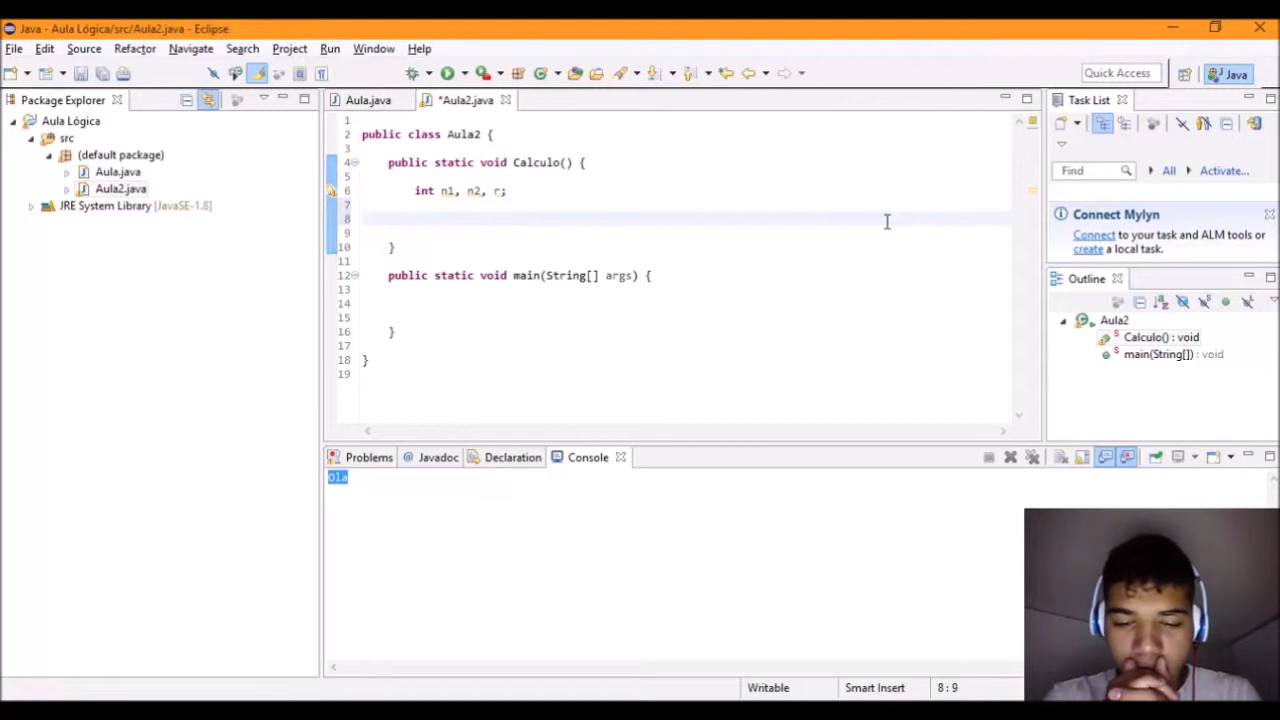 Java - Aula Lógica/src/Aula2.java - Eclipse
File Edit Source Refactor Navigate Search Project Run Window Help
Quick Access
Java
Package Explorer
Aula Lógica
src
(default package)
Aula.java
Aula2.java
JRE System Library [JavaSE-1.8]
Aula.java
*Aula2.java
1
2 public class Aula2 {
3
4 public static void Calculo() {
5
6 int n1, n2, r;
7
8
9
10 }
11
12 public static void main(String[] args) {
13
14
15
16 }
17
18 }
19
Task List
Find All Activate...
Connect Mylyn
Connect to your task and ALM tools or
create a local task.
Outline
Aula2
Calculo() : void
main(String[]) : void
Problems Javadoc Declaration Console
Ola
Writable Smart Insert 8 : 9